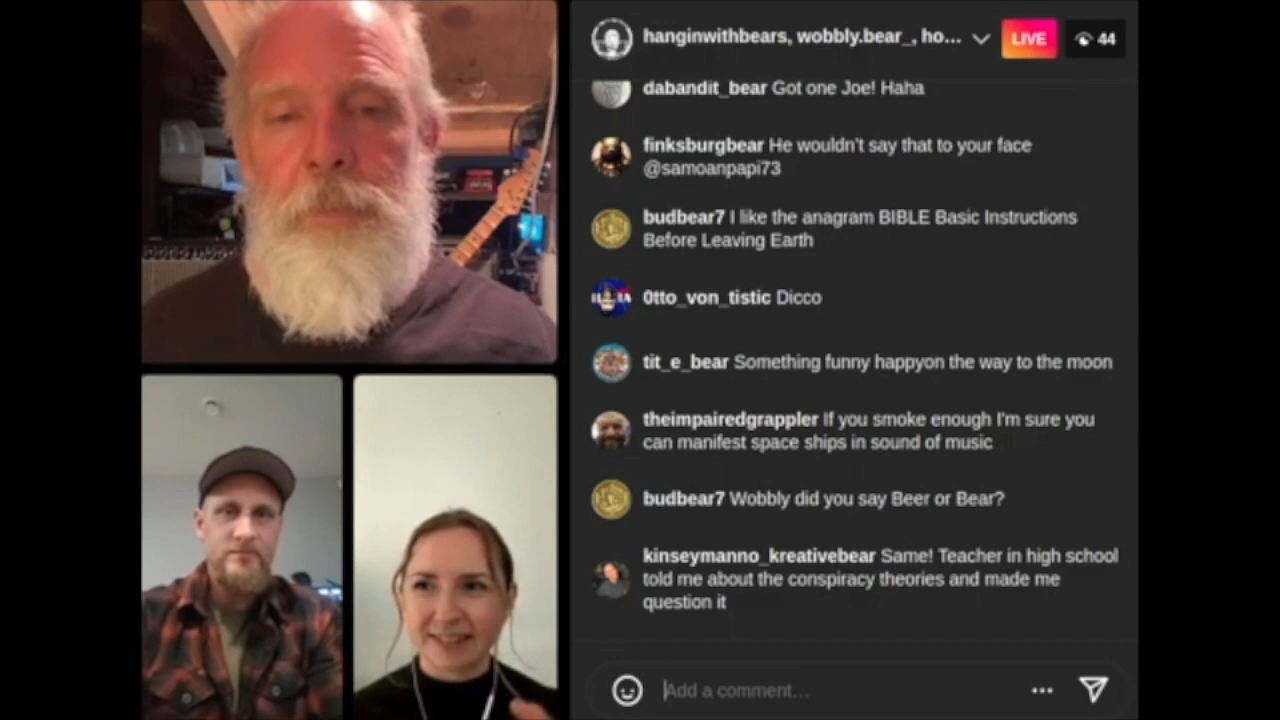 hanginwithbears, wobbly.bear_, ho...
LIVE
44
dabandit_bear Got one Joe! Haha
finksburgbear He wouldn't say that to your face
@samoanpapi73
budbear7 I like the anagram BIBLE Basic Instructions
Before Leaving Earth
0tto_von_tistic Dicco
tit_e_bear Something funny happyon the way to the moon
theimpairedgrappler If you smoke enough I'm sure you
can manifest space ships in sound of music
budbear7 Wobbly did you say Beer or Bear?
kinseymanno_kreativebear Same! Teacher in high school
told me about the conspiracy theories and made me
question it
Add a comment...